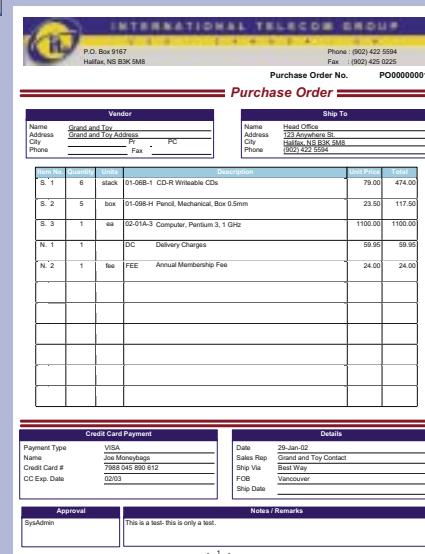 INTERNATIONAL TELECOM GROUP
P.O. Box 9167 Phone : (902) 422 5594
Halifax, NS B3K 5M8 Fax : (902) 425 0225
Purchase Order No. PO0000001
Purchase Order
Vendor Ship To
Name Grand and Toy Name Head Office
Address Grand and Toy Address Address 123 Anywhere St.
City Pr PC City Halifax, NS B3K 5M8
Phone Fax Phone (902) 422 5594
Item No. Quantity Units Description Unit Price Total
S. 1 6 stack 01-06B-1 CD-R Writeable CDs 79.00 474.00
S. 2 5 box 01-098-H Pencil, Mechanical, Box 0.5mm 23.50 117.50
S. 3 1 ea 02-01A-3 Computer, Pentium 3, 1 GHz 1100.00 1100.00
N. 1 1 DC Delivery Charges 59.95 59.95
N. 2 1 fee FEE Annual Membership Fee 24.00 24.00
Credit Card Payment Details
Payment Type VISA Date 29-Jan-02
Name Joe Moneybags Sales Rep Grand and Toy Contact
Credit Card # 7988 045 890 612 Ship Via Best Way
CC Exp. Date 02/03 FOB Vancouver
Ship Date
Approval Notes / Remarks
SysAdmin This is a test- this is only a test.
- 1 -